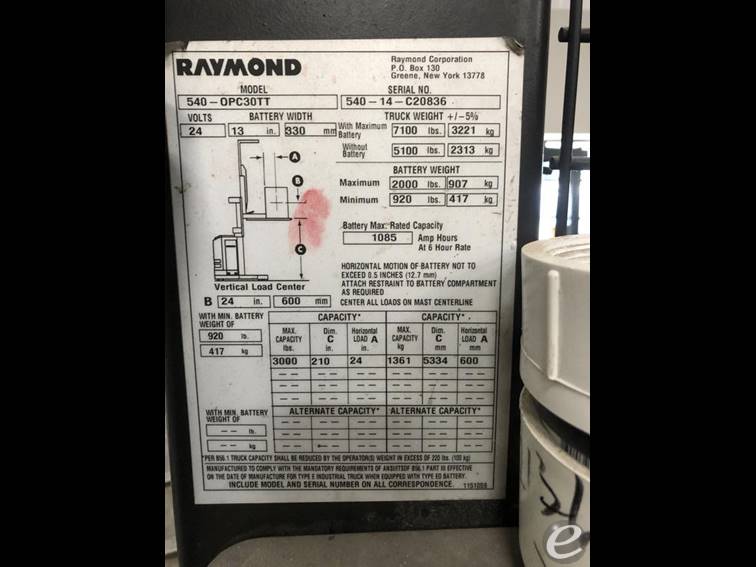 RAYMOND
Raymond Corporation
P.O. Box 130
Greene, New York 13778
MODEL
SERIAL NO.
540-OPC30TT
540-14-C20836
VOLTS
BATTERY WIDTH
TRUCK WEIGHT +/-5%
24
13 in.
330 mm
With Maximum Battery
7100 lbs.
3221 kg
Without Battery
5100 lbs.
2313 kg
BATTERY WEIGHT
Maximum
2000 lbs.
907 kg
Minimum
920 lbs.
417 kg
A
B
C
Battery Max. Rated Capacity
1085 Amp Hours
At 6 Hour Rate
HORIZONTAL MOTION OF BATTERY NOT TO
EXCEED 0.5 INCHES (12.7 mm)
ATTACH RESTRAINT TO BATTERY COMPARTMENT
AS REQUIRED
CENTER ALL LOADS ON MAST CENTERLINE
Vertical Load Center
B 24 in. 600 mm
WITH MIN. BATTERY
WEIGHT OF
920 lb.
417 kg
CAPACITY* CAPACITY*
MAX. CAPACITY lbs.
Dim. C in.
Horizontal LOAD A in.
MAX. CAPACITY kg
Dim. C mm
Horizontal LOAD A mm
3000 210 24 1361 5334 600
-- -- -- -- -- --
-- -- -- -- -- --
-- -- -- -- -- --
WITH MIN. BATTERY
WEIGHT OF
-- lb.
-- kg
ALTERNATE CAPACITY* ALTERNATE CAPACITY*
-- -- -- -- -- --
-- -- -- -- -- --
-- -- -- -- -- --
*PER B56.1 TRUCK CAPACITY SHALL BE REDUCED BY THE OPERATOR(S) WEIGHT IN EXCESS OF 220 lbs. (100 kg)
MANUFACTURED TO COMPLY WITH THE MANDATORY REQUIREMENTS OF ANSI/ITSDF B56.1 PART III EFFECTIVE
ON THE DATE OF MANUFACTURE FOR TYPE E INDUSTRIAL TRUCK WHEN EQUIPPED WITH TYPE EO BATTERY.
INCLUDE MODEL AND SERIAL NUMBER ON ALL CORRESPONDENCE.
e